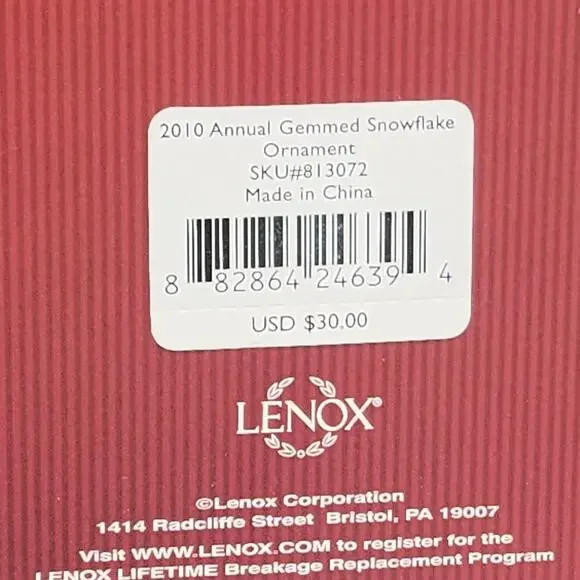 2010 Annual Gemmed Snowflake
Ornament
SKU#813072
Made in China
8 82864 24639 4
USD $30.00
LENOX®
©Lenox Corporation
1414 Radcliffe Street Bristol, PA 19007
Visit WWW.LENOX.COM to register for the
LENOX LIFETIME Breakage Replacement Program